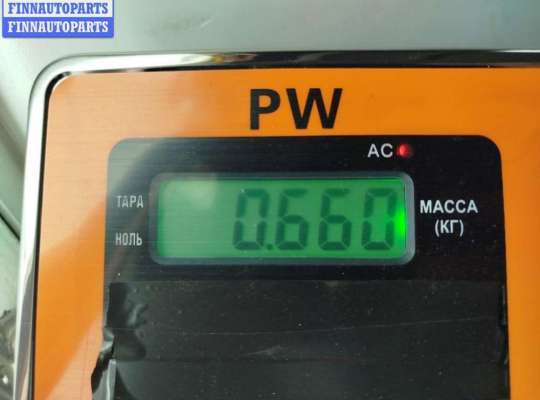 FINNAUTOPARTS
FINNAUTOPARTS
PW
AC
ТАРА
НОЛЬ
0.660
МАССА
(КГ)